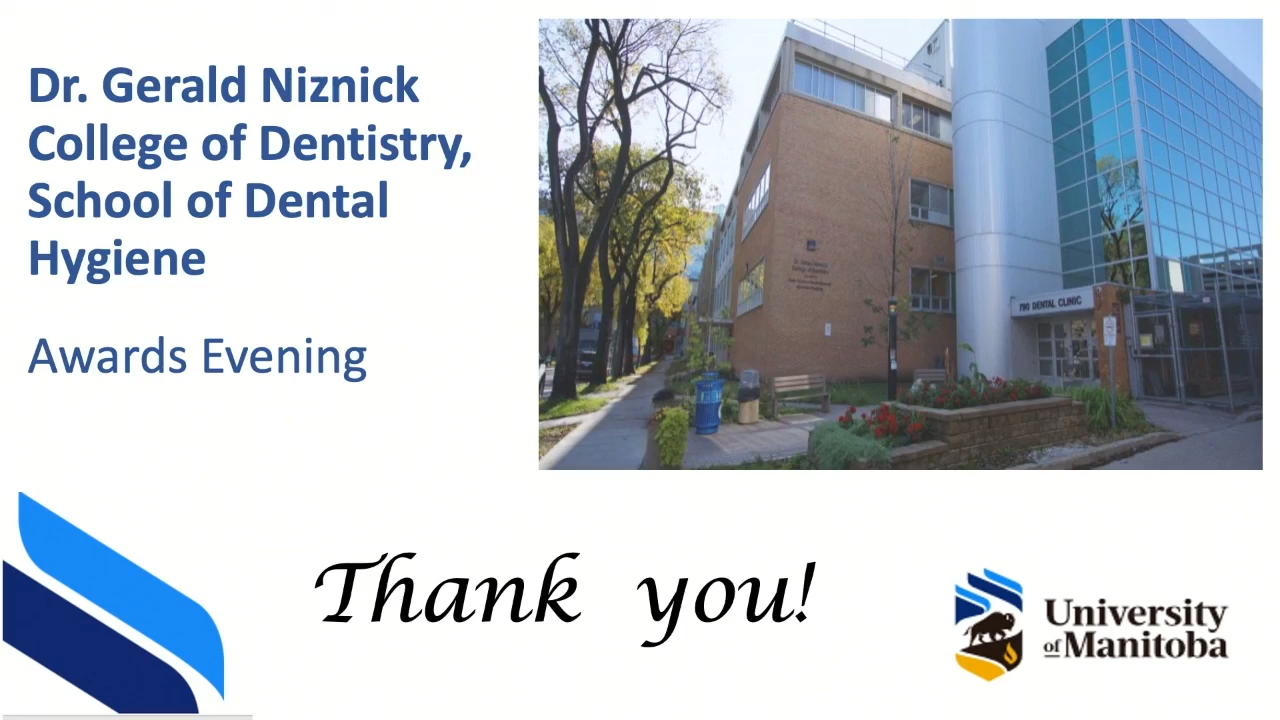 Dr. Gerald Niznick
College of Dentistry,
School of Dental
Hygiene
Awards Evening
790 DENTAL CLINIC
Thank you!
University
of Manitoba